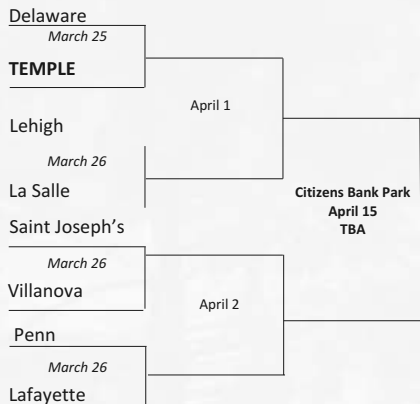 Delaware
March 25
TEMPLE
April 1
Lehigh
March 26
La Salle
Citizens Bank Park
April 15
TBA
Saint Joseph's
March 26
Villanova
April 2
Penn
March 26
Lafayette